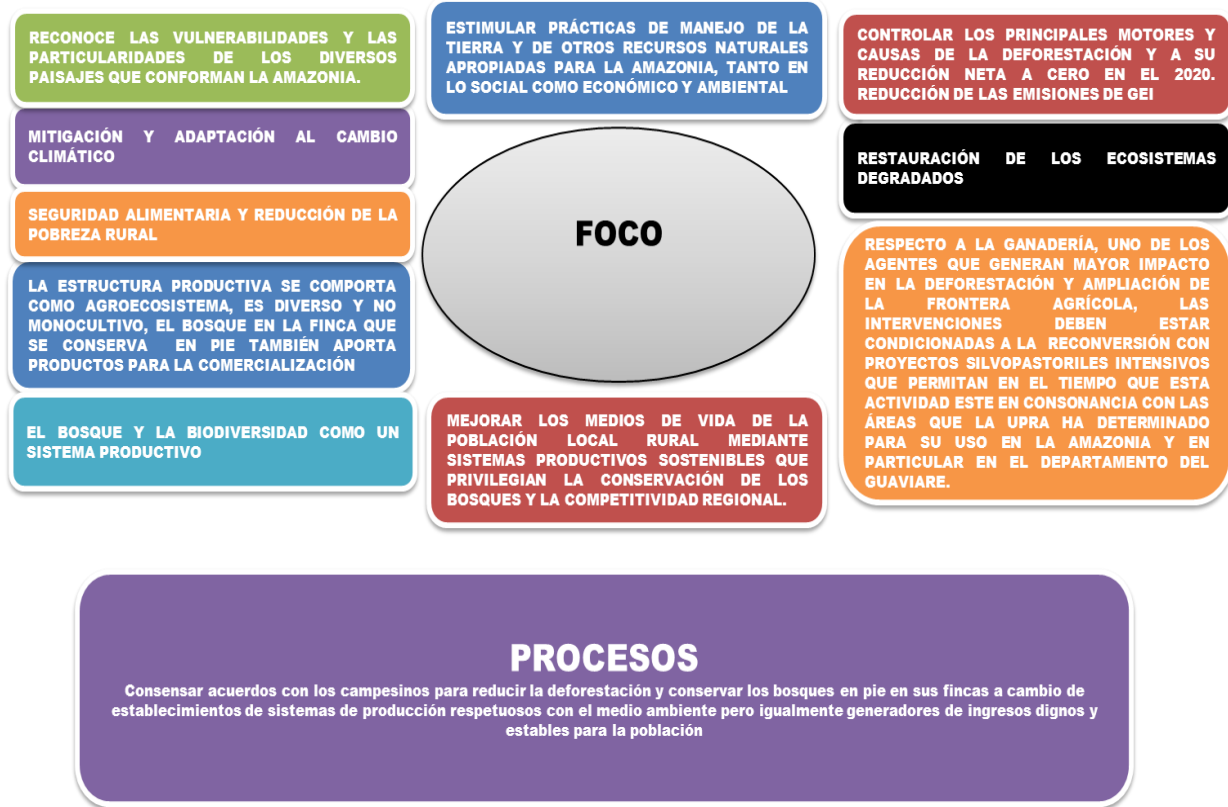 RECONOCE LAS VULNERABILIDADES Y LAS
PARTICULARIDADES DE LOS DIVERSOS
PAISAJES QUE CONFORMAN LA AMAZONIA.
MITIGACIÓN Y ADAPTACIÓN AL CAMBIO
CLIMÁTICO
SEGURIDAD ALIMENTARIA Y REDUCCIÓN DE LA
POBREZA RURAL
LA ESTRUCTURA PRODUCTIVA SE COMPORTA
COMO AGROECOSISTEMA, ES DIVERSO Y NO
MONOCULTIVO, EL BOSQUE EN LA FINCA QUE
SE CONSERVA EN PIE TAMBIÉN APORTA
PRODUCTOS PARA LA COMERCIALIZACIÓN
EL BOSQUE Y LA BIODIVERSIDAD COMO UN
SISTEMA PRODUCTIVO
ESTIMULAR PRÁCTICAS DE MANEJO DE LA
TIERRA Y DE OTROS RECURSOS NATURALES
APROPIADAS PARA LA AMAZONIA, TANTO EN
LO SOCIAL COMO ECONÓMICO Y AMBIENTAL
FOCO
MEJORAR LOS MEDIOS DE VIDA DE LA
POBLACIÓN LOCAL RURAL MEDIANTE
SISTEMAS PRODUCTIVOS SOSTENIBLES QUE
PRIVILEGIAN LA CONSERVACIÓN DE LOS
BOSQUES Y LA COMPETITIVIDAD REGIONAL.
CONTROLAR LOS PRINCIPALES MOTORES Y
CAUSAS DE LA DEFORESTACIÓN Y A SU
REDUCCIÓN NETA A CERO EN EL 2020.
REDUCCIÓN DE LAS EMISIONES DE GEI
RESTAURACIÓN DE LOS ECOSISTEMAS
DEGRADADOS
RESPECTO A LA GANADERÍA, UNO DE LOS
AGENTES QUE GENERAN MAYOR IMPACTO
EN LA DEFORESTACIÓN Y AMPLIACIÓN DE
LA FRONTERA AGRÍCOLA, LAS
INTERVENCIONES DEBEN ESTAR
CONDICIONADAS A LA RECONVERSIÓN CON
PROYECTOS SILVOPASTORILES INTENSIVOS
QUE PERMITAN EN EL TIEMPO QUE ESTA
ACTIVIDAD ESTE EN CONSONANCIA CON LAS
ÁREAS QUE LA UPRA HA DETERMINADO
PARA SU USO EN LA AMAZONIA Y EN
PARTICULAR EN EL DEPARTAMENTO DEL
GUAVIARE.
PROCESOS
Consensar acuerdos con los campesinos para reducir la deforestación y conservar los bosques en pie en sus fincas a cambio de
establecimientos de sistemas de producción respetuosos con el medio ambiente pero igualmente generadores de ingresos dignos y
estables para la población